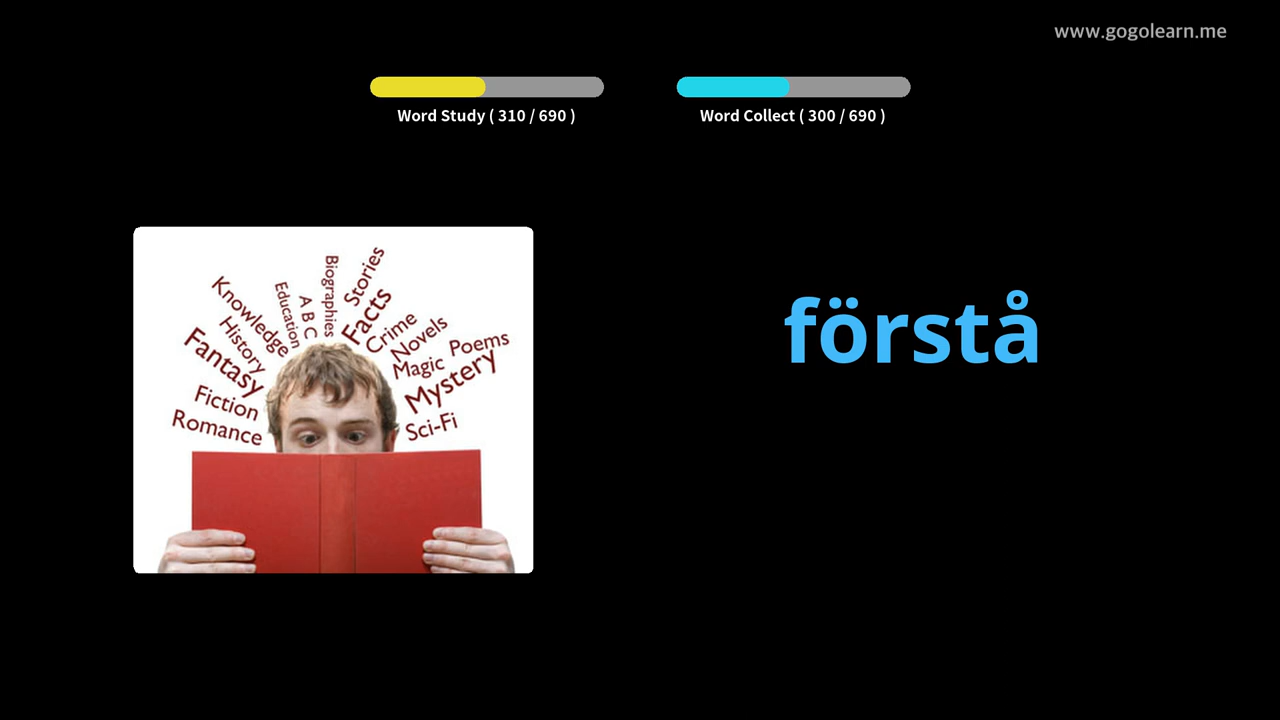 www.gogolearn.me
Word Study ( 310 / 690 )
Word Collect ( 300 / 690 )
Knowledge
Education
A B C
Biographies
Stories
Facts
Crime
Novels
Poems
History
Fantasy
Magic
Mystery
Fiction
Romance
Sci-Fi
förstå